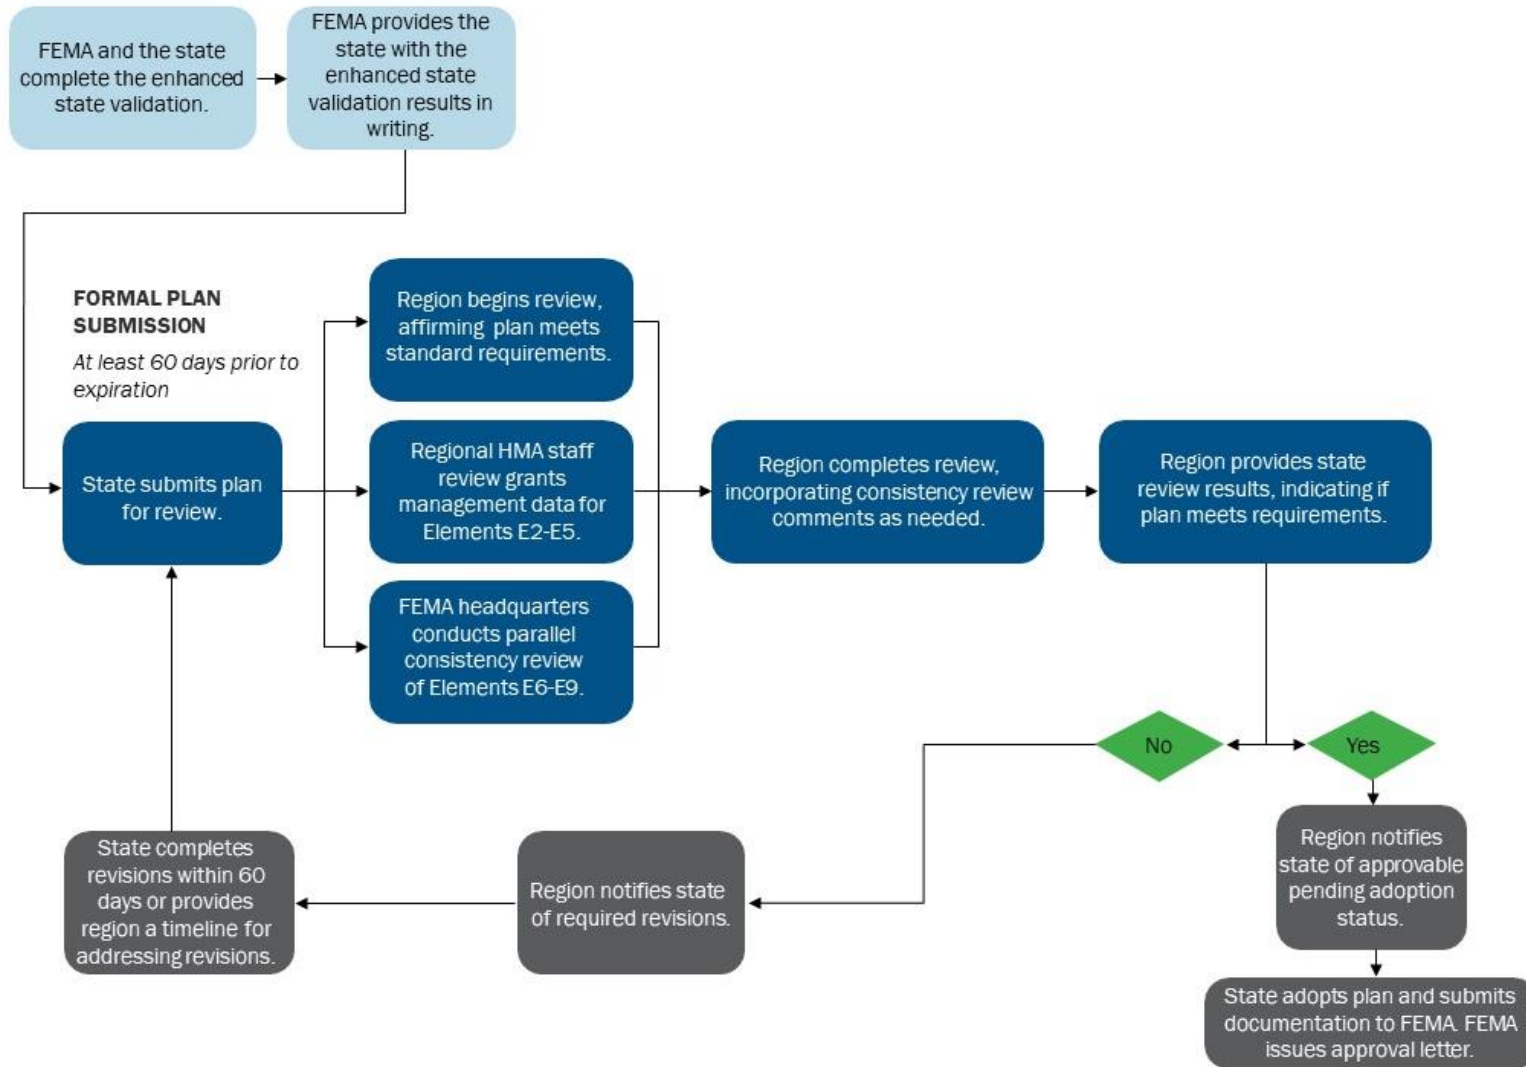 FEMA and the state
complete the enhanced
state validation.
FEMA provides the
state with the
enhanced state
validation results in
writing.
FORMAL PLAN
SUBMISSION
At least 60 days prior to
expiration
State submits plan
for review.
Region begins review,
affirming plan meets
standard requirements.
Regional HMA staff
review grants
management data for
Elements E2-E5.
FEMA headquarters
conducts parallel
consistency review
of Elements E6-E9.
Region completes review,
incorporating consistency review
comments as needed.
Region provides state
review results, indicating if
plan meets requirements.
No
Yes
Region notifies
state of approvable
pending adoption
status.
State adopts plan and submits
documentation to FEMA. FEMA
issues approval letter.
Region notifies state
of required revisions.
State completes
revisions within 60
days or provides
region a timeline for
addressing revisions.